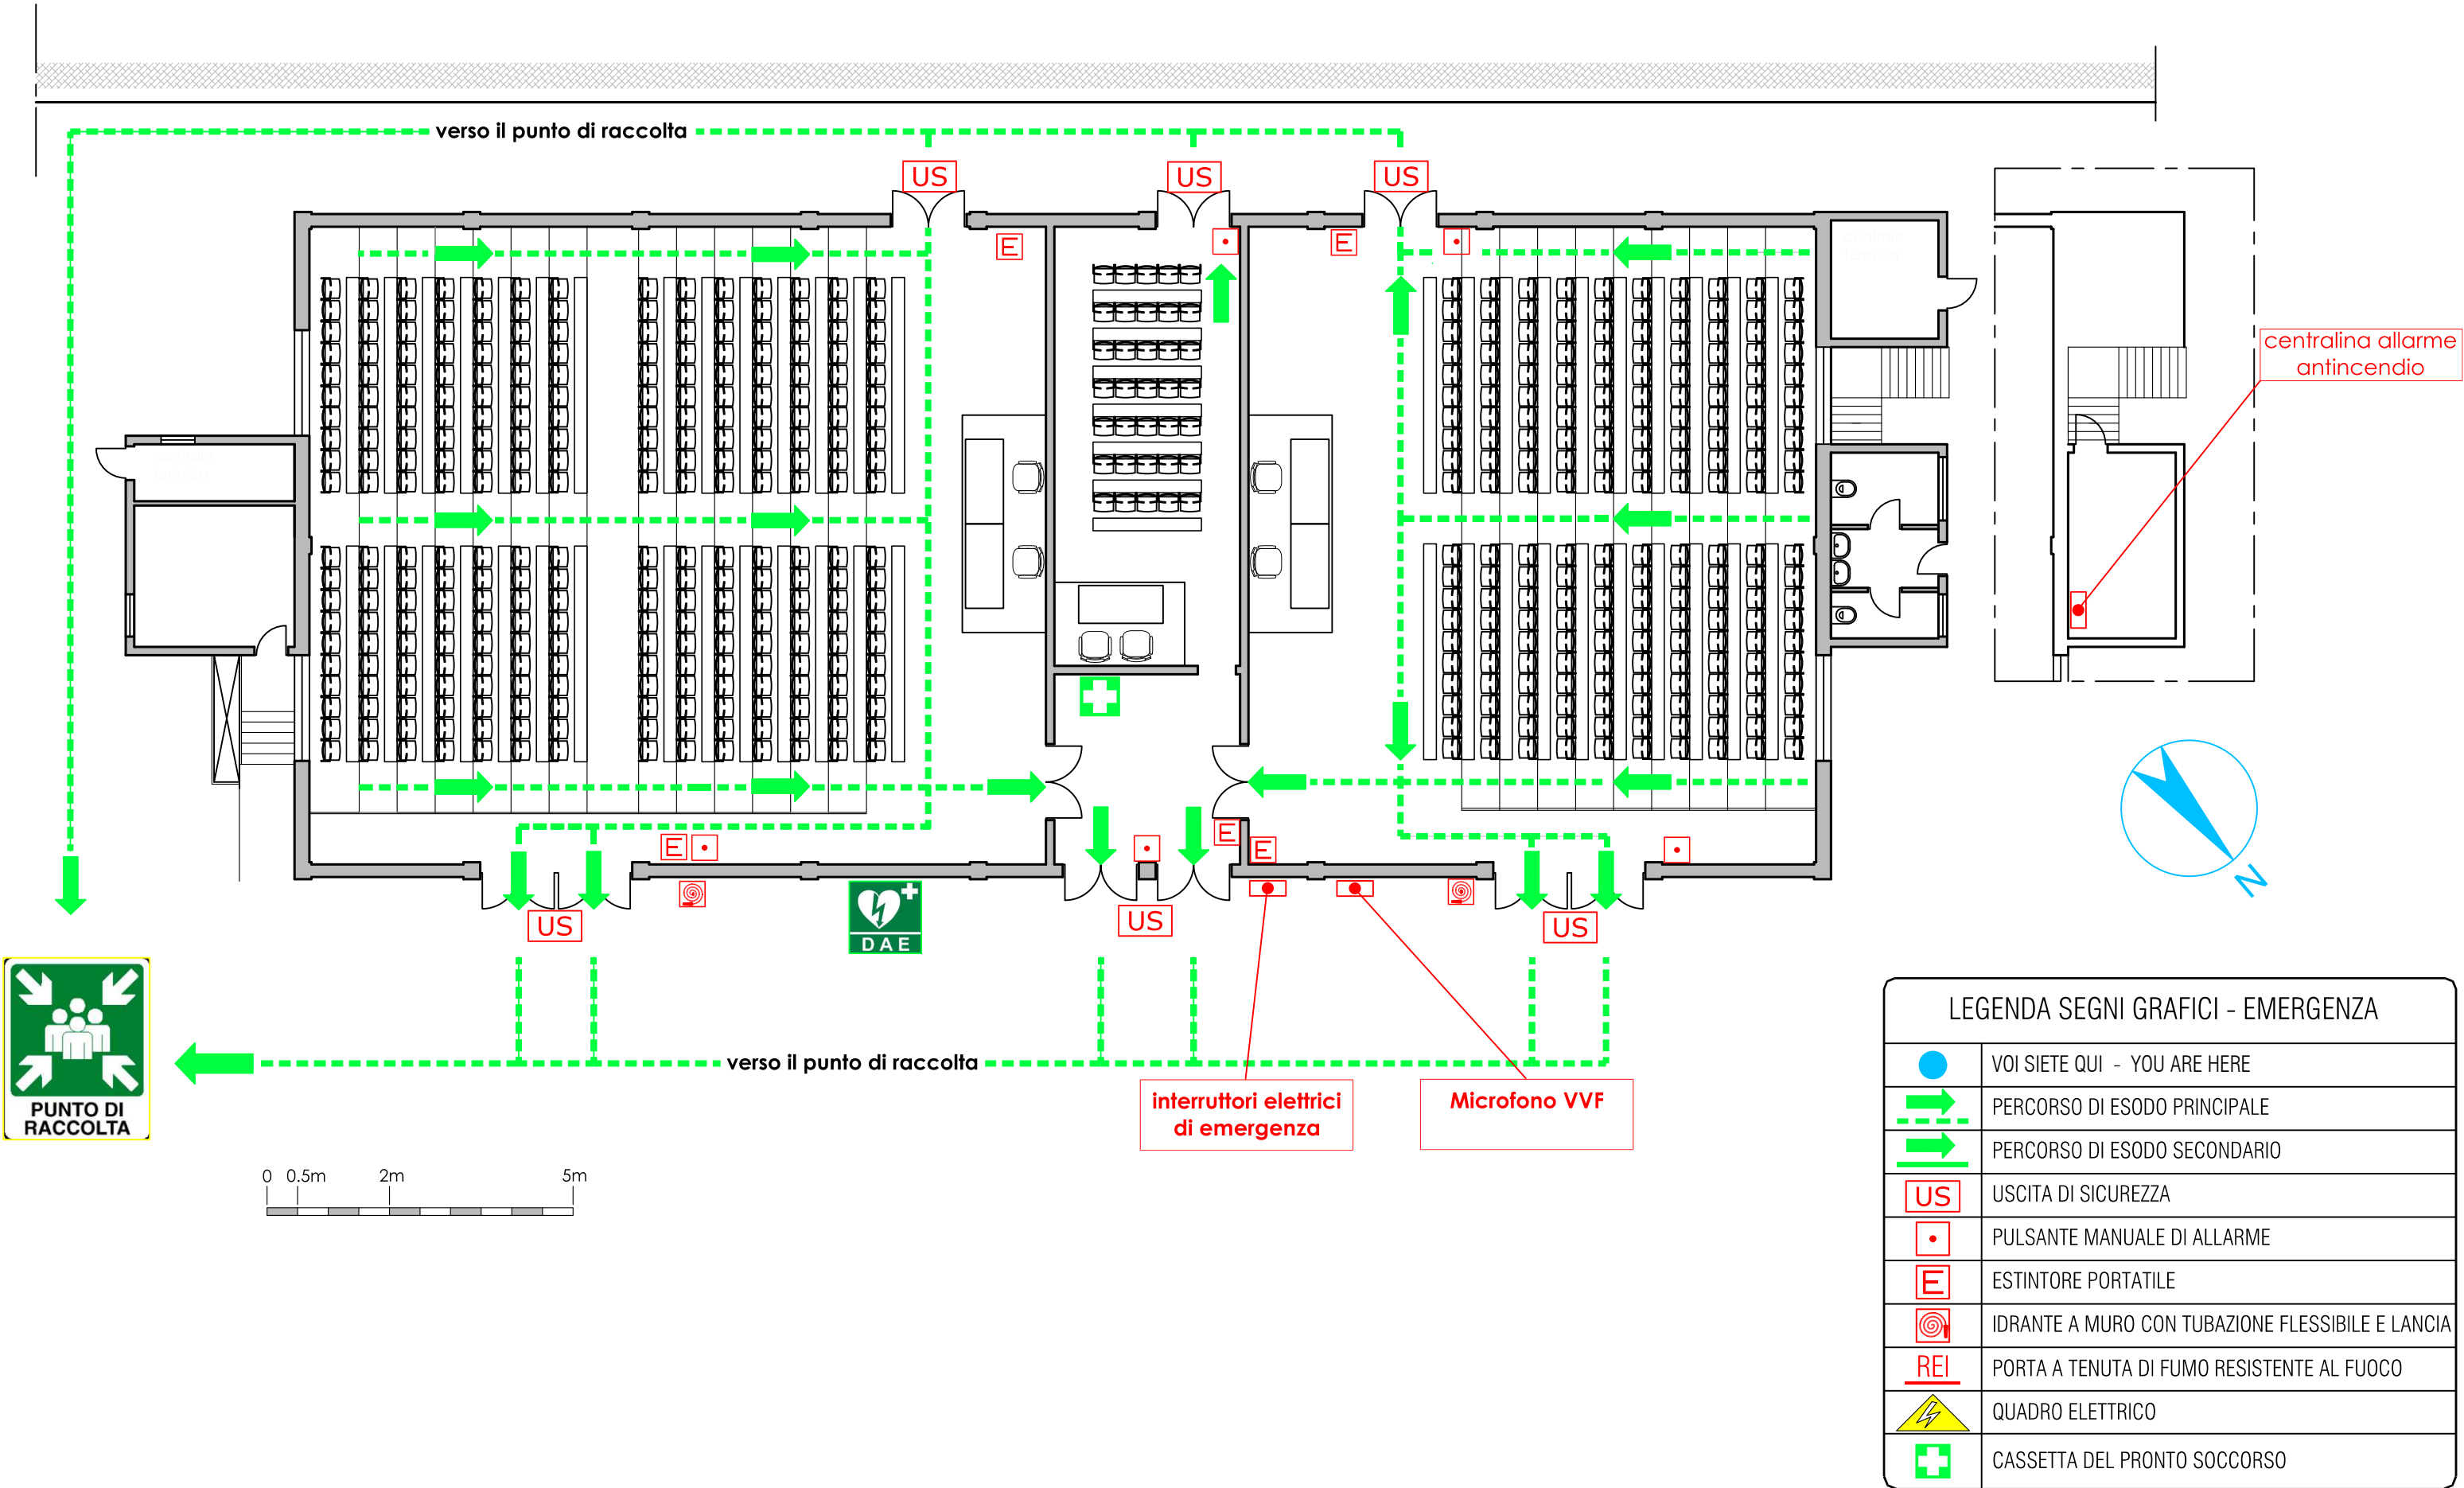 verso il punto di raccolta
US
US
US
E
E
centralina allarme
antincendio
E
E
E
DAE
US
US
US
N
verso il punto di raccolta
PUNTO DI
RACCOLTA
interruttori elettrici
di emergenza
Microfono VVF
0 0.5m 2m 5m
LEGENDA SEGNI GRAFICI - EMERGENZA
VOI SIETE QUI - YOU ARE HERE
PERCORSO DI ESODO PRINCIPALE
PERCORSO DI ESODO SECONDARIO
US USCITA DI SICUREZZA
PULSANTE MANUALE DI ALLARME
E ESTINTORE PORTATILE
IDRANTE A MURO CON TUBAZIONE FLESSIBILE E LANCIA
REI PORTA A TENUTA DI FUMO RESISTENTE AL FUOCO
QUADRO ELETTRICO
CASSETTA DEL PRONTO SOCCORSO